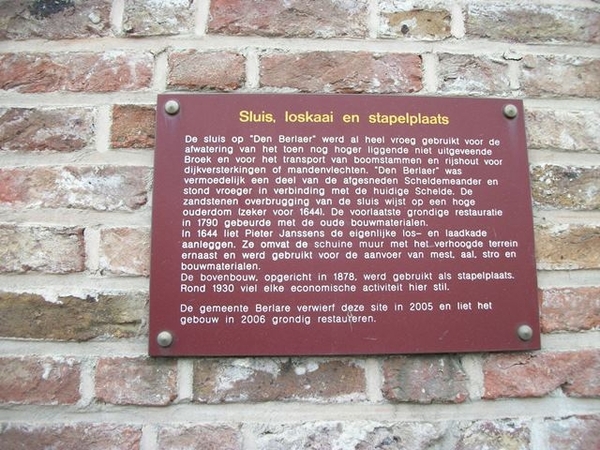 Sluis, loskaai en stapelplaats
De sluis op "Den Berlaer" werd al heel vroeg gebruikt voor de
afwatering van het toen nog hoger liggende niet uitgeveende
Broek en voor het transport van boomstammen en rijshout voor
dijkversterkingen of mandenvlechten. "Den Berlaer" was
vermoedelijk een deel van de afgesneden Scheldemeander en
stond vroeger in verbinding met de huidige Schelde. De
zandstenen overbrugging van de sluis wijst op een hoge
ouderdom (zeker voor 1644). De voorlaatste grondige restauratie
in 1790 gebeurde met de oude bouwmaterialen.
In 1644 liet Pieter Janssens de eigenlijke los- en laadkade
aanleggen. Ze omvat de schuine muur met het verhoogde terrein
ernaast en werd gebruikt voor de aanvoer van mest, aal, stro en
bouwmaterialen.
De bovenbouw, opgericht in 1878, werd gebruikt als stapelplaats.
Rond 1930 viel elke economische activiteit hier stil.
De gemeente Berlare verwierf deze site in 2005 en liet het
gebouw in 2006 grondig restaureren.